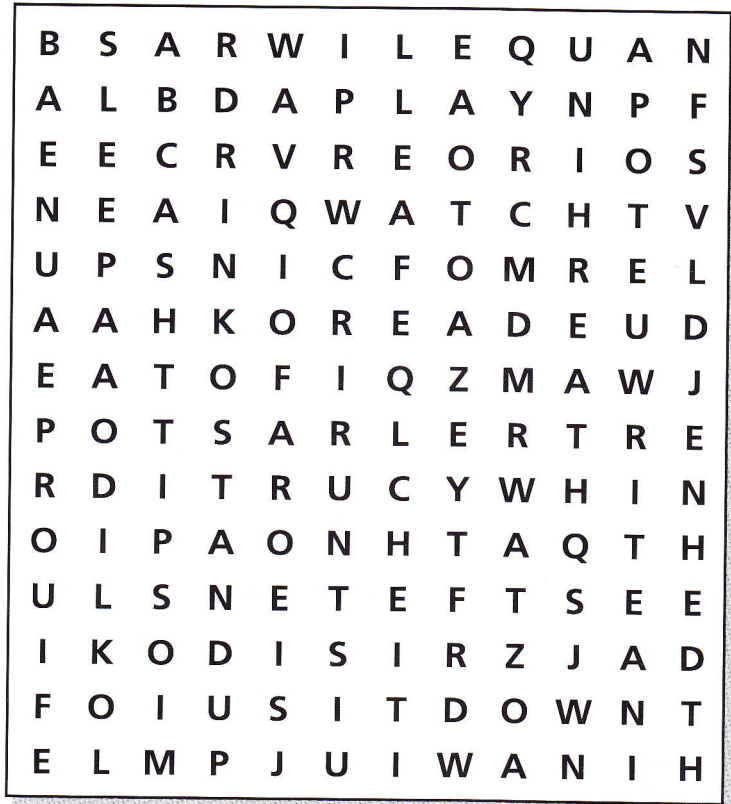 B S A R W I L E Q U A N
A L B D A P L A Y N P F
E E C R V R E O R I O S
N E A I Q W A T C H T V
U P S N I C F O M R E L
A A H K O R E A D E U D
E A T O F I Q Z M A W J
P O T S A R L E R T R E
R D I T R U C Y W H I N
O I P A O N H T A Q T H
U L S N E T E F T S E E
I K O D I S I R Z J A D
F O I U S I T D O W N T
E L M P J U I W A N I H